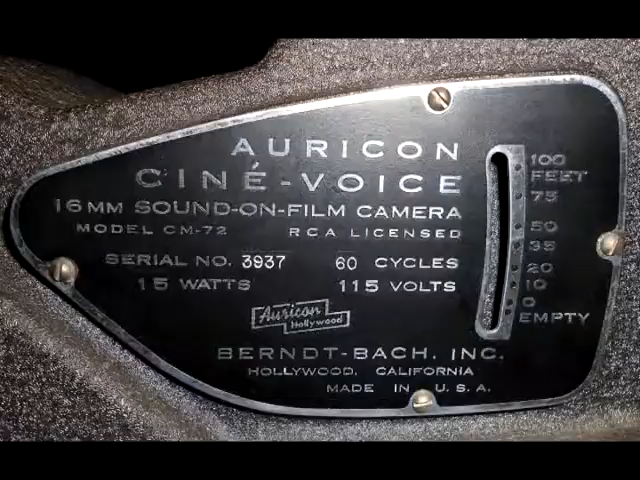 AURICON
CINÉ-VOICE
16MM SOUND-ON-FILM CAMERA
MODEL CM-72 RCA LICENSED
SERIAL NO. 3937 60 CYCLES
15 WATTS 115 VOLTS
Auricon
Hollywood
BERNDT-BACH, INC.
HOLLYWOOD, CALIFORNIA
MADE IN U.S.A.
100
FEET
75
50
35
20
10
0
EMPTY